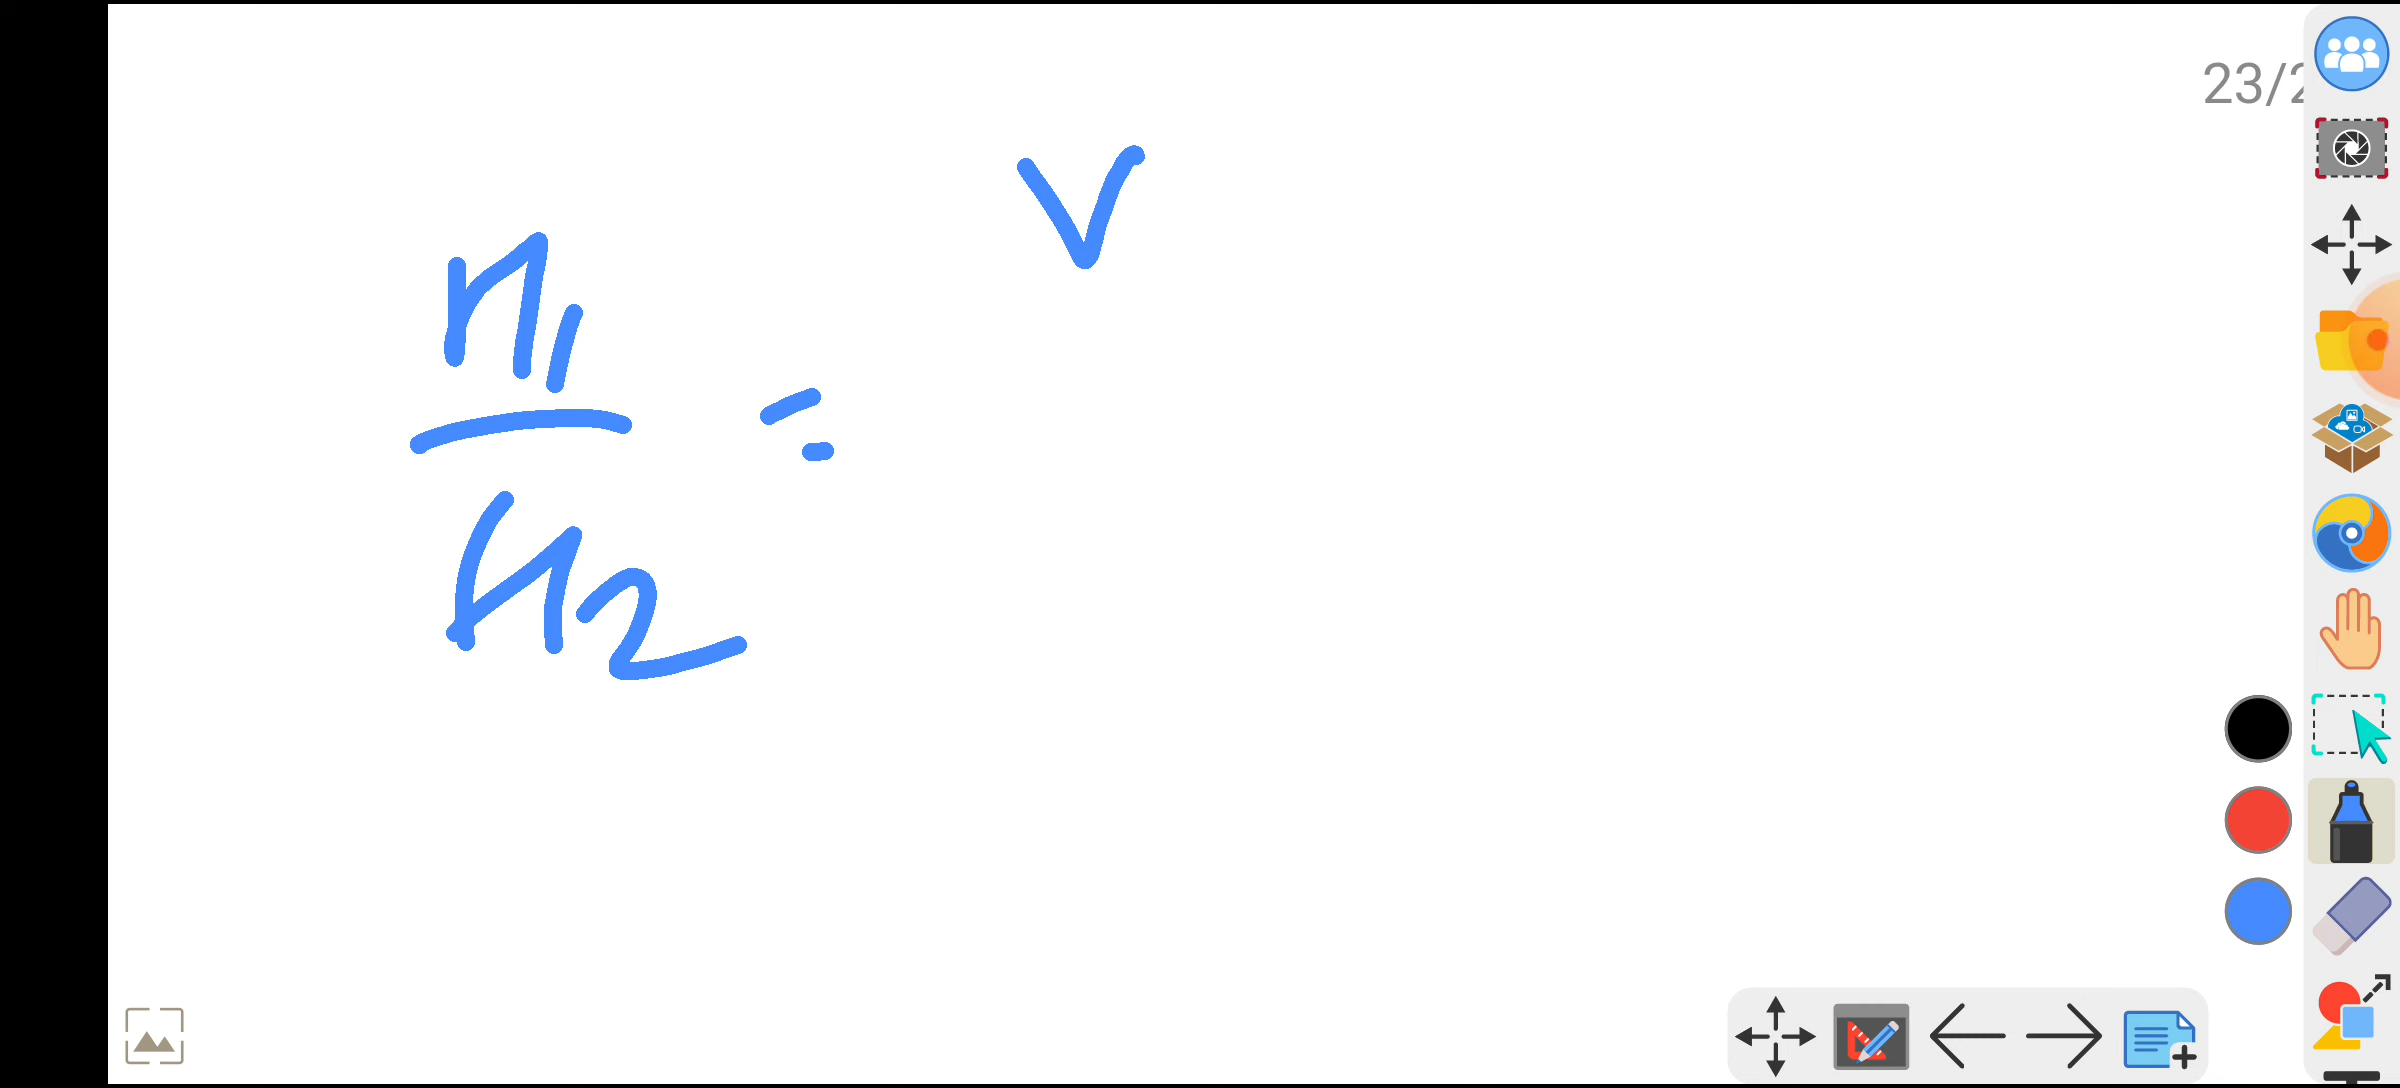 23/2
V
n1
—
n2
=